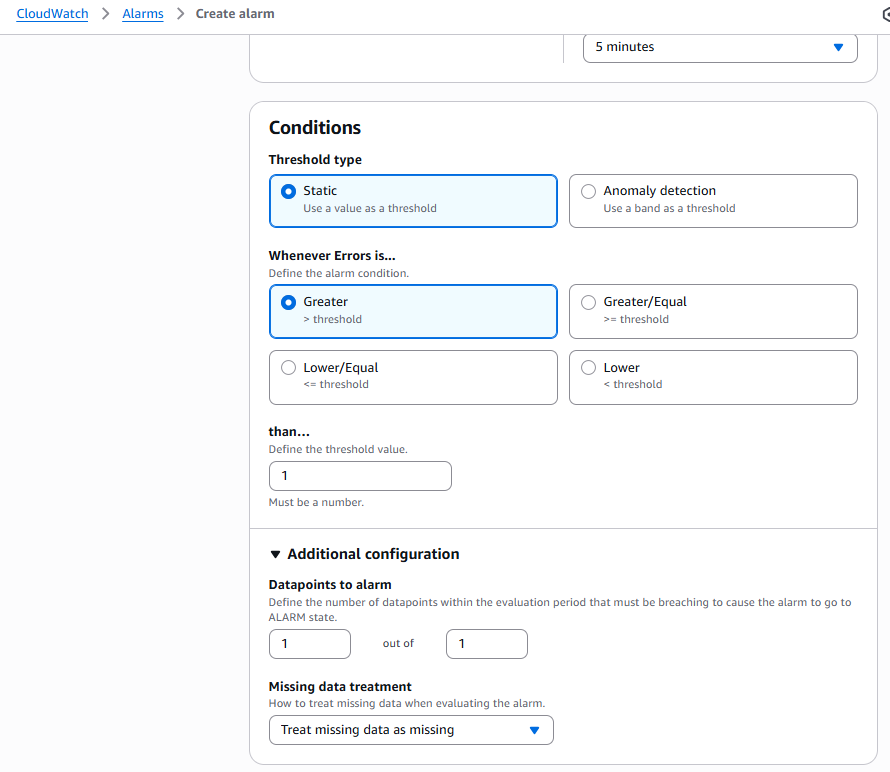 CloudWatch > Alarms > Create alarm
5 minutes
Conditions
Threshold type
Static
Use a value as a threshold
Anomaly detection
Use a band as a threshold
Whenever Errors is...
Define the alarm condition.
Greater
> threshold
Greater/Equal
>= threshold
Lower/Equal
<= threshold
Lower
< threshold
than...
Define the threshold value.
1
Must be a number.
Additional configuration
Datapoints to alarm
Define the number of datapoints within the evaluation period that must be breaching to cause the alarm to go to
ALARM state.
1 out of 1
Missing data treatment
How to treat missing data when evaluating the alarm.
Treat missing data as missing